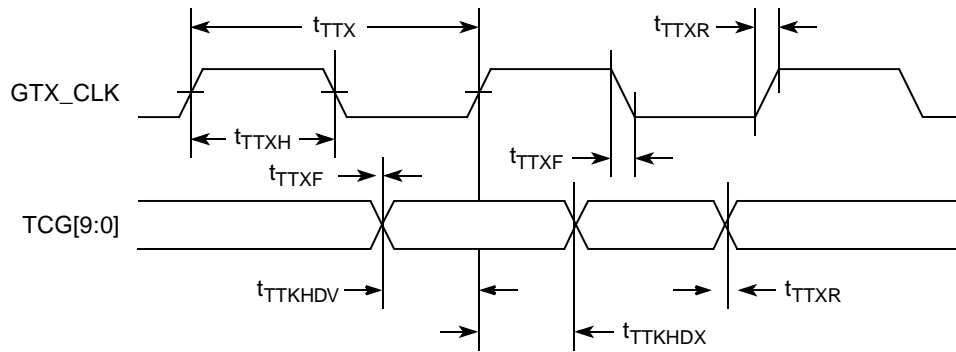 tTTX
tTTXR
GTX_CLK
tTTXH
tTTXF
tTTXF
TCG[9:0]
tTTKHDV
tTTXR
tTTKHDX